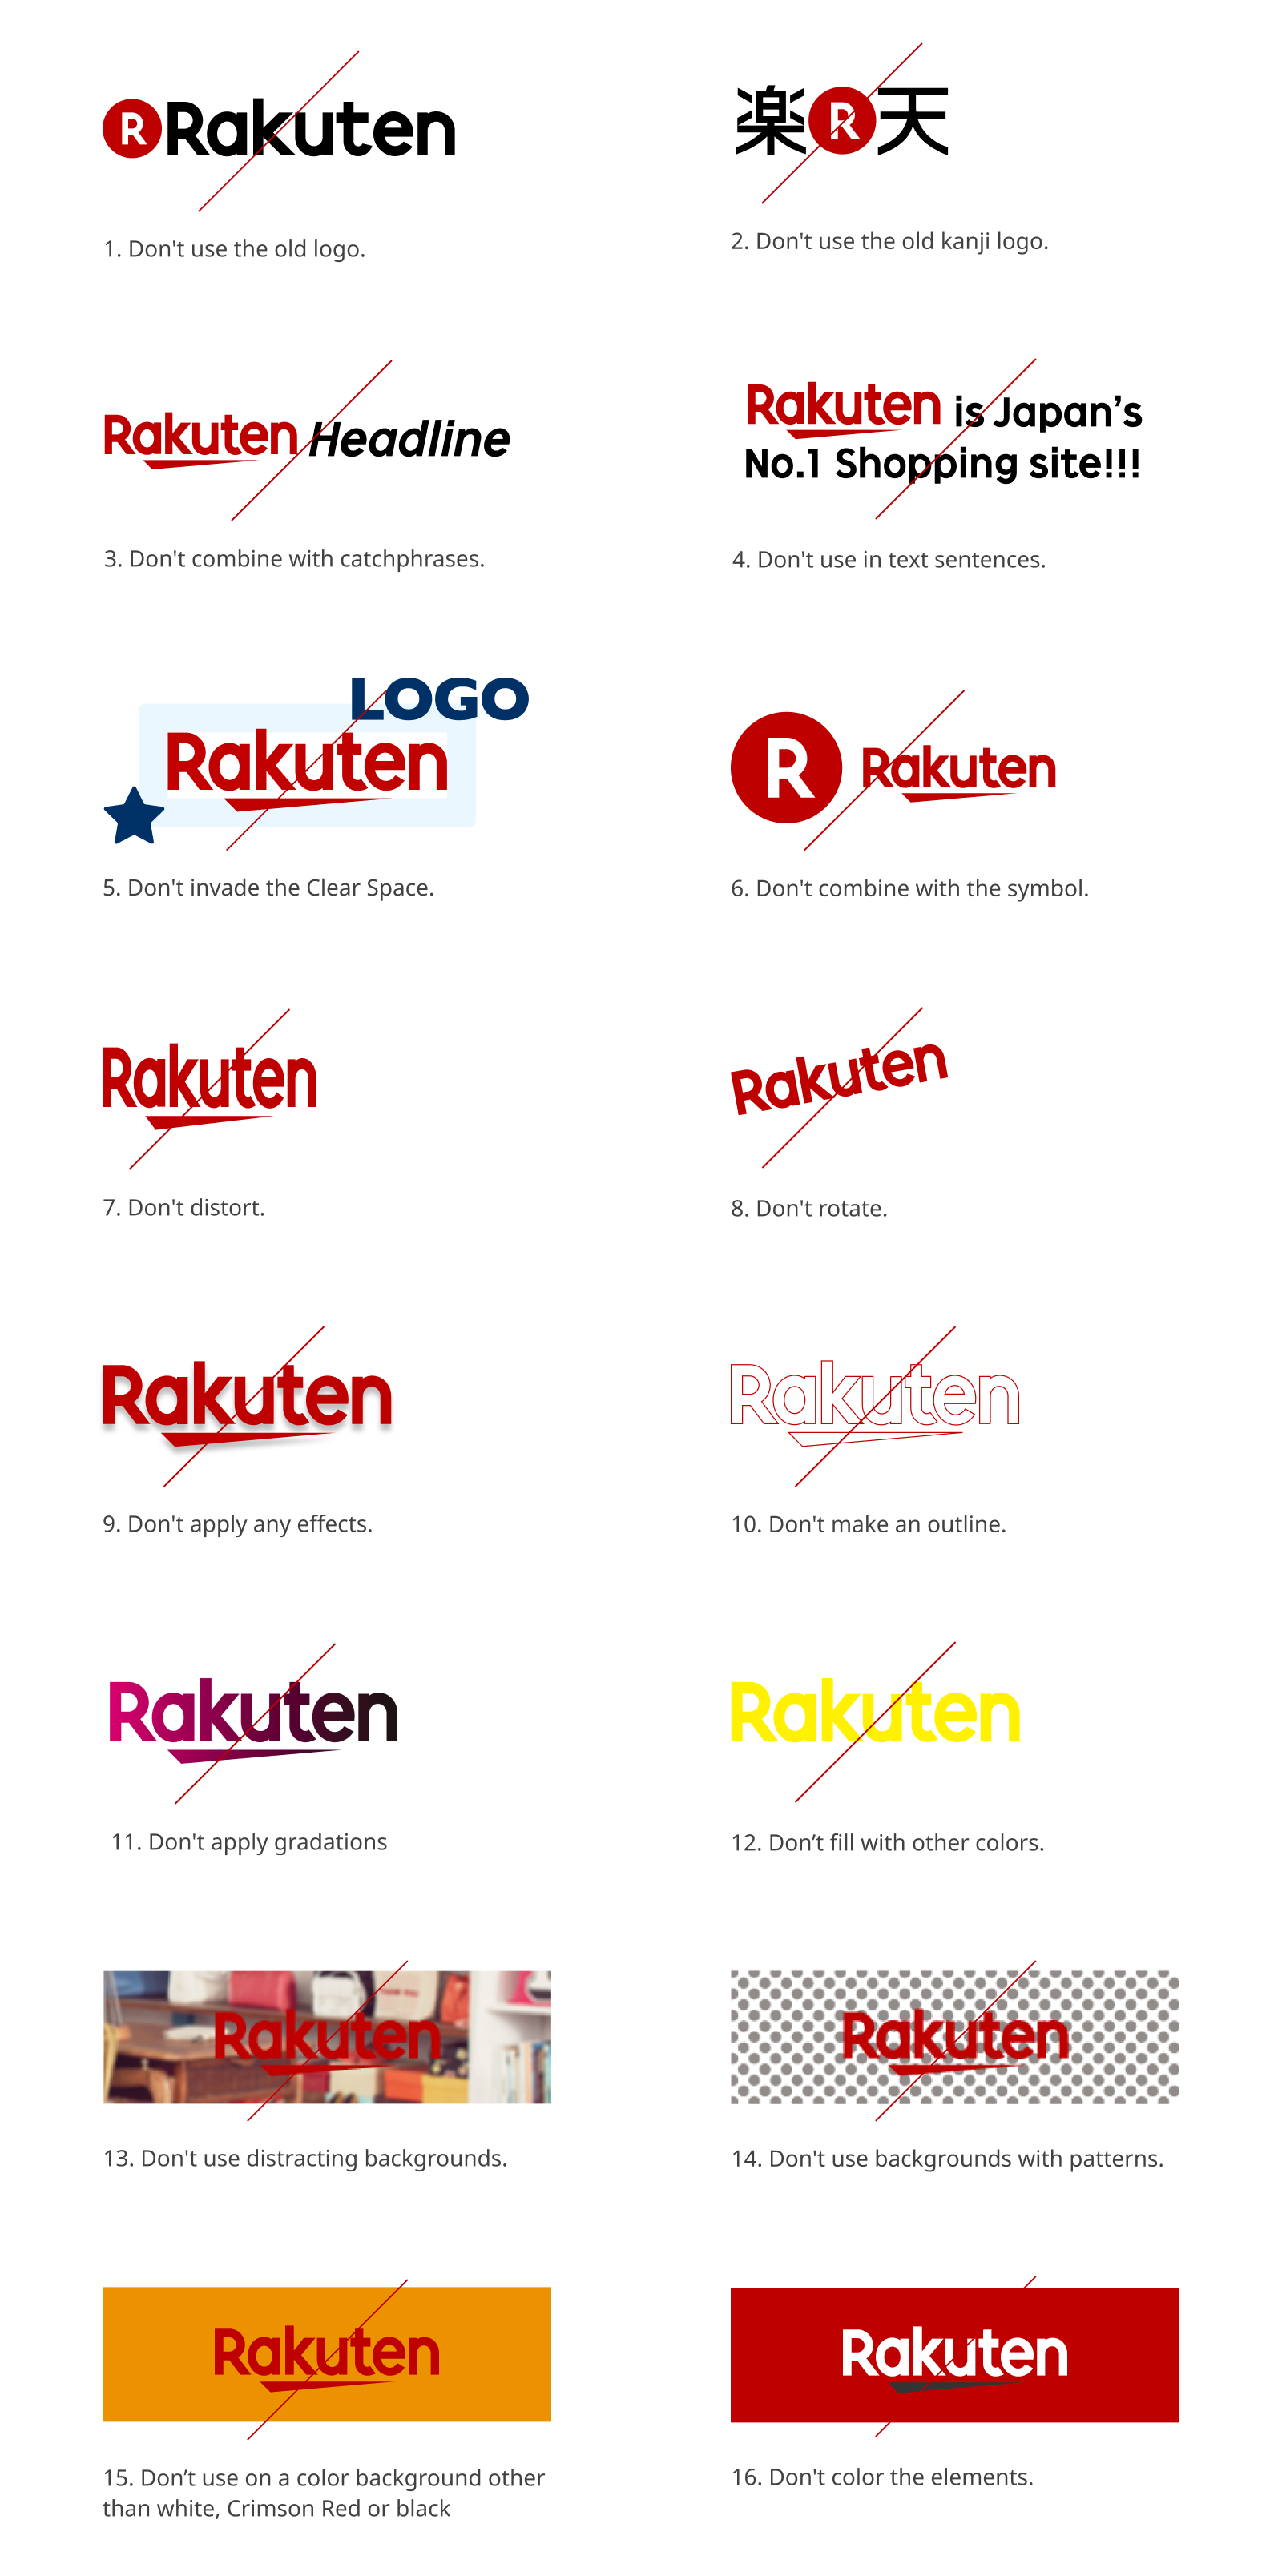 R Rakuten
楽R天
1. Don't use the old logo.
2. Don't use the old kanji logo.
Rakuten Headline
Rakuten is Japan’s
No.1 Shopping site!!!
3. Don't combine with catchphrases.
4. Don't use in text sentences.
LOGO
Rakuten
R Rakuten
5. Don't invade the Clear Space.
6. Don't combine with the symbol.
Rakuten
Rakuten
7. Don't distort.
8. Don't rotate.
Rakuten
Rakuten
9. Don't apply any effects.
10. Don't make an outline.
Rakuten
Rakuten
11. Don't apply gradations
12. Don’t fill with other colors.
Rakuten
Rakuten
13. Don't use distracting backgrounds.
14. Don't use backgrounds with patterns.
Rakuten
Rakuten
15. Don’t use on a color background other
than white, Crimson Red or black
16. Don't color the elements.